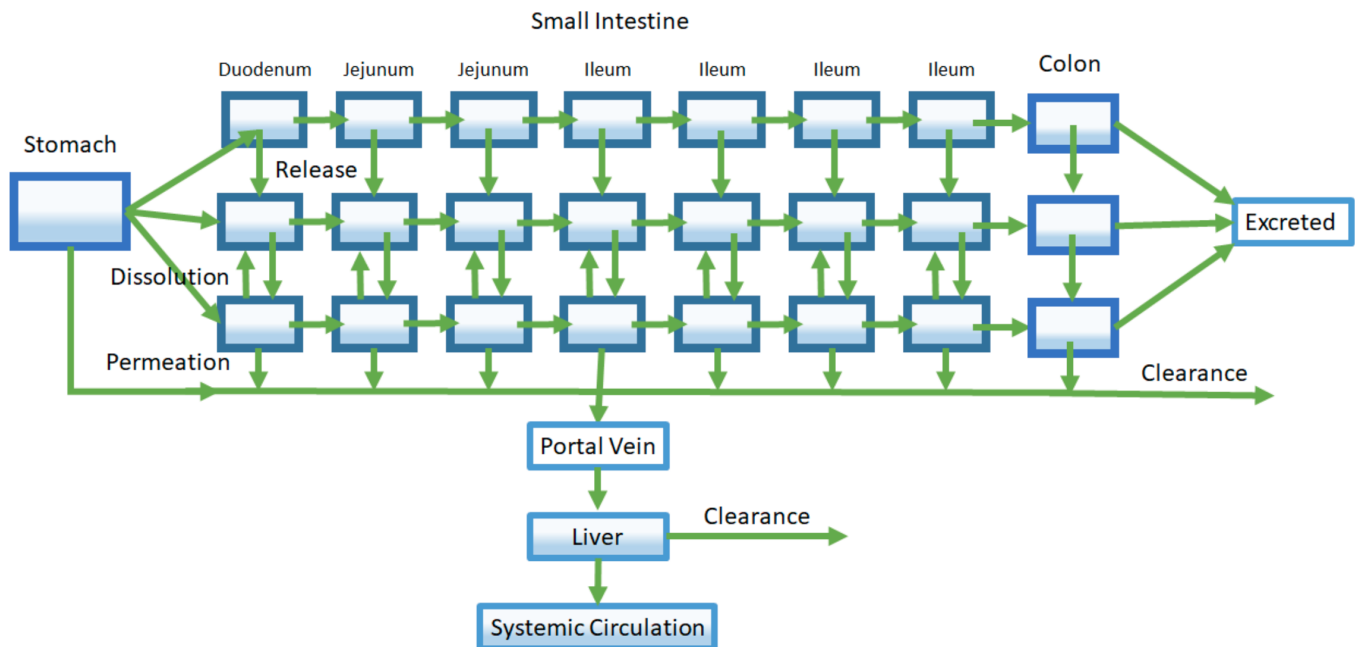 Small Intestine
Duodenum
Jejunum
Jejunum
Ileum
Ileum
Ileum
Ileum
Colon
Stomach
Release
Excreted
Dissolution
Permeation
Clearance
Portal Vein
Clearance
Liver
Systemic Circulation